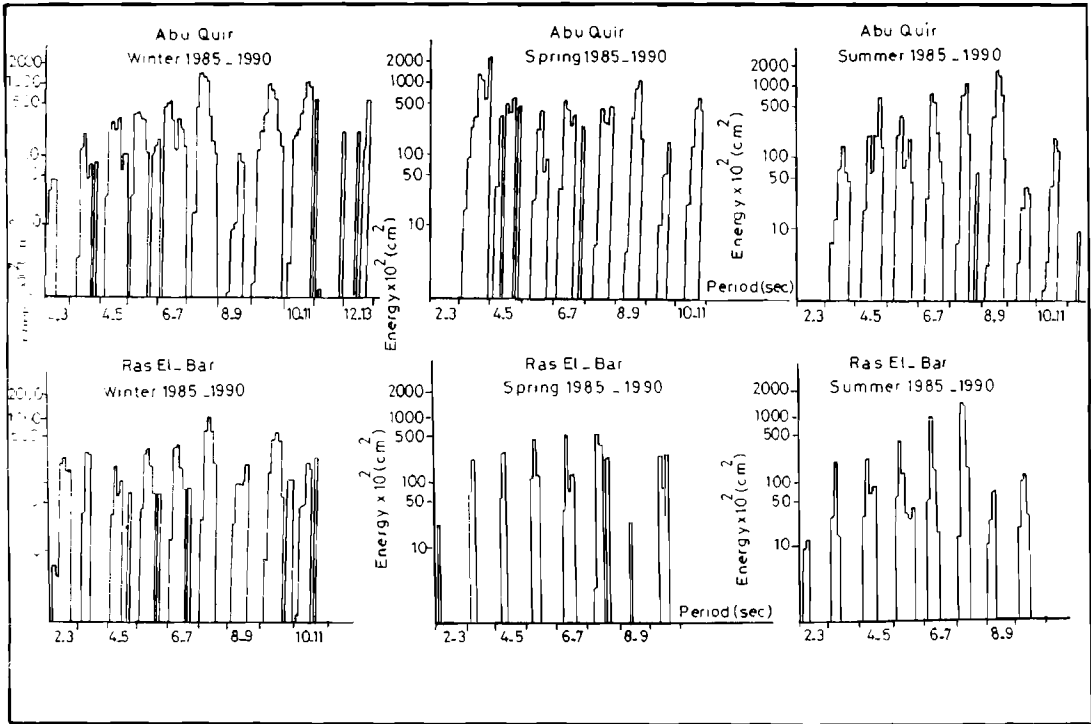 Abu Quir
Winter 1985_1990
2000
Energy x10² (cm²)
4.5
6.7
8.9
10.11
12.13
Abu Quir
Spring 1985_1990
2000
1000
500
100
50
10
Period (sec)
2.3
4.5
6.7
8.9
10.11
Abu Quir
Summer 1985_1990
2000
1000
500
100
50
10
Energy x 10² (cm²)
2.3
4.5
6.7
8.9
10.11
Ras El_Bar
Winter 1985_1990
2.3
4.5
6.7
8.9
10.11
Ras El_Bar
Spring 1985_1990
2000
1000
500
100
50
10
Energy x 10² (cm²)
Period (sec)
2_3
4.5
6.7
8_9
Ras El_Bar
Summer 1985_1990
2000
1000
500
100
50
10
Energy x 10² (cm²)
2.3
4.5
6.7
8.9